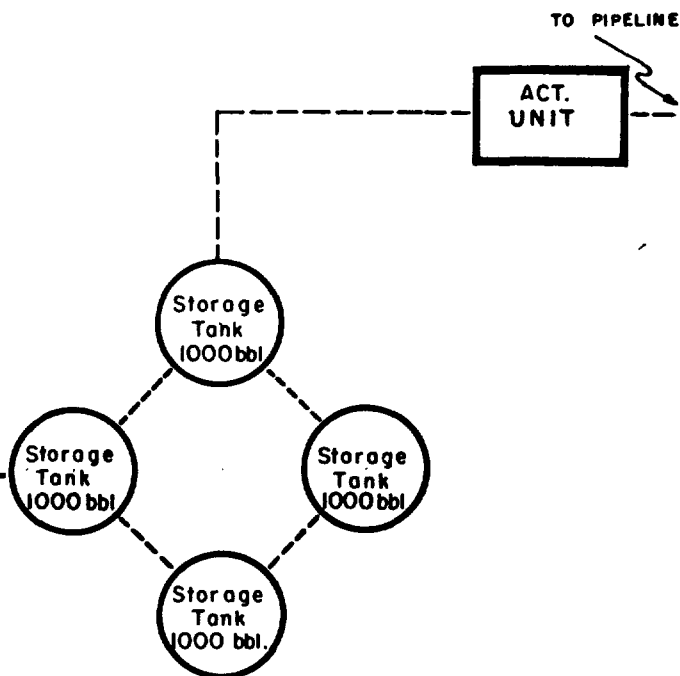 TO PIPELINE
ACT.
UNIT
Storage
Tank
1000 bbl
Storage
Tank
1000 bbl
Storage
Tank
1000 bbl
Storage
Tank
1000 bbl.